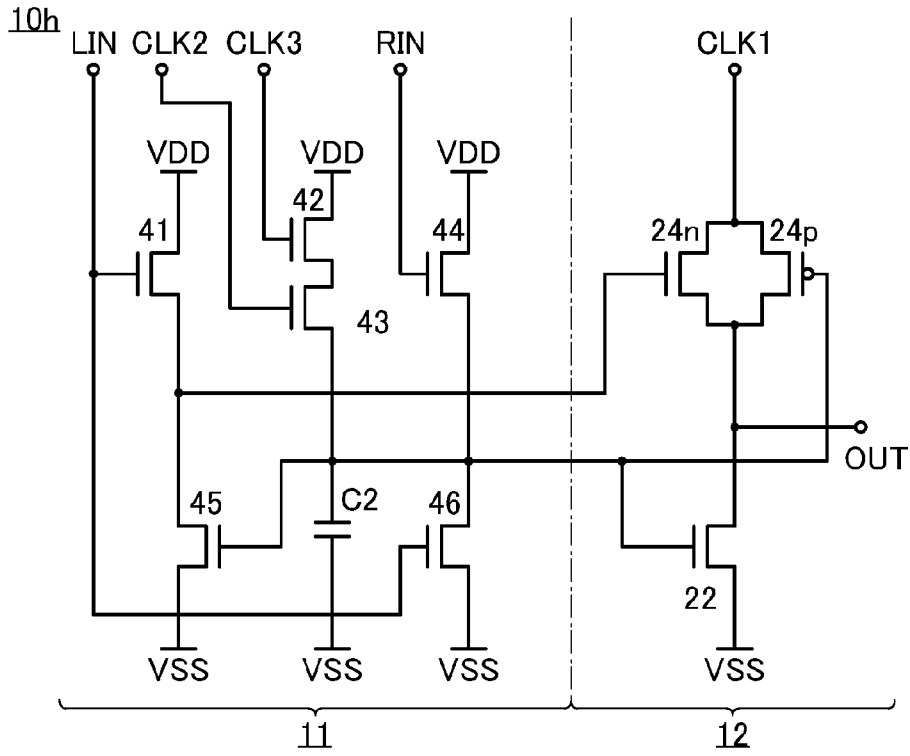 10h
LIN CLK2 CLK3 RIN CLK1
VDD VDD VDD
41 42 44 24n 24p
43
OUT
45 C2 46
22
VSS VSS VSS VSS
11 12